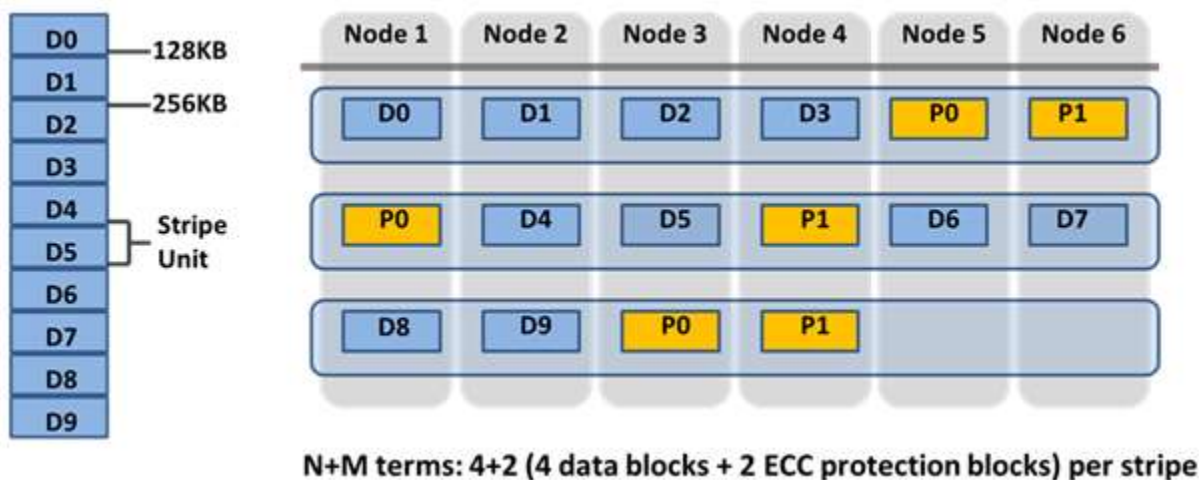 D0
128KB
D1
256KB
D2
D3
D4
Stripe
Unit
D5
D6
D7
D8
D9
Node 1 Node 2 Node 3 Node 4 Node 5 Node 6
D0 D1 D2 D3 P0 P1
P0 D4 D5 P1 D6 D7
D8 D9 P0 P1
N+M terms: 4+2 (4 data blocks + 2 ECC protection blocks) per stripe